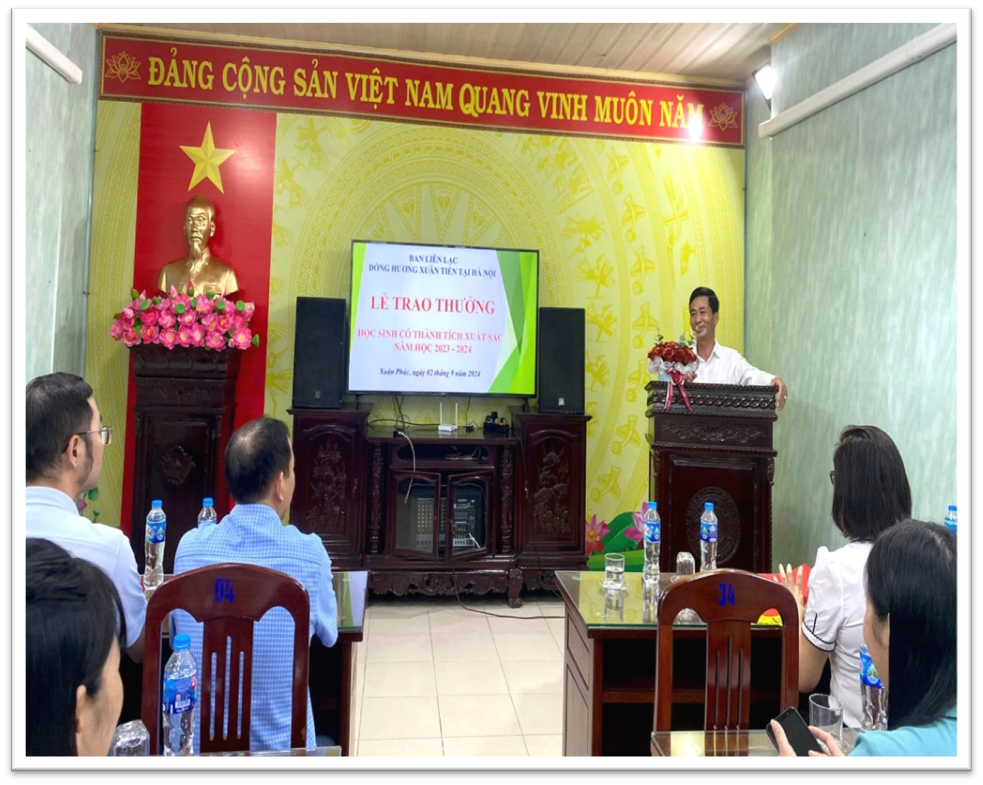 ĐẢNG CỘNG SẢN VIỆT NAM QUANG VINH MUÔN NĂM
BAN LIÊN LẠC
ĐỒNG HƯƠNG XUÂN TIẾN TẠI HÀ NỘI
LỄ TRAO THƯỞNG
HỌC SINH CÓ THÀNH TÍCH XUẤT SẮC
NĂM HỌC 2023 - 2024
Xuân Phúc, ngày 02 tháng 9 năm 2024
04
34